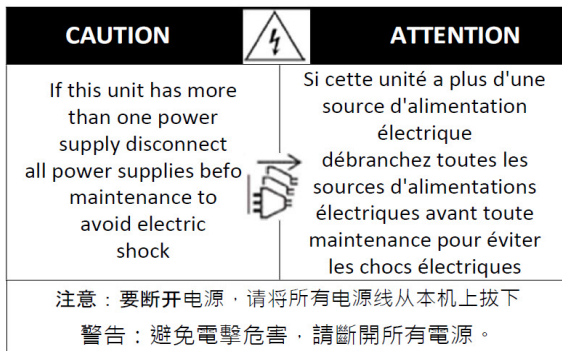 CAUTION
ATTENTION
If this unit has more
than one power
supply disconnect
all power supplies befo
maintenance to
avoid electric
shock
Si cette unité a plus d'une
source d'alimentation
électrique
débranchez toutes les
sources d'alimentations
électriques avant toute
maintenance pour éviter
les chocs électriques
注意：要断开电源，请将所有电源线从本机上拔下
警告：避免電擊危害，請斷開所有電源。